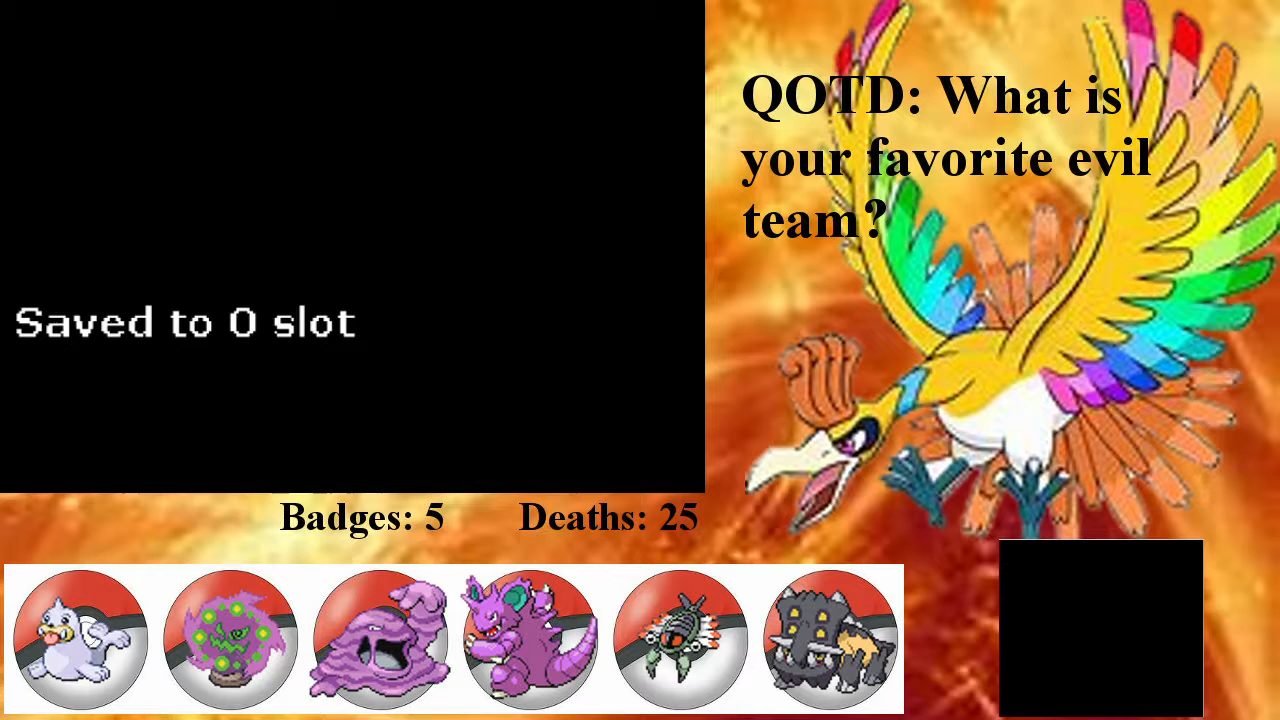 QOTD: What is
your favorite evil
team?
Saved to 0 slot
Badges: 5
Deaths: 25